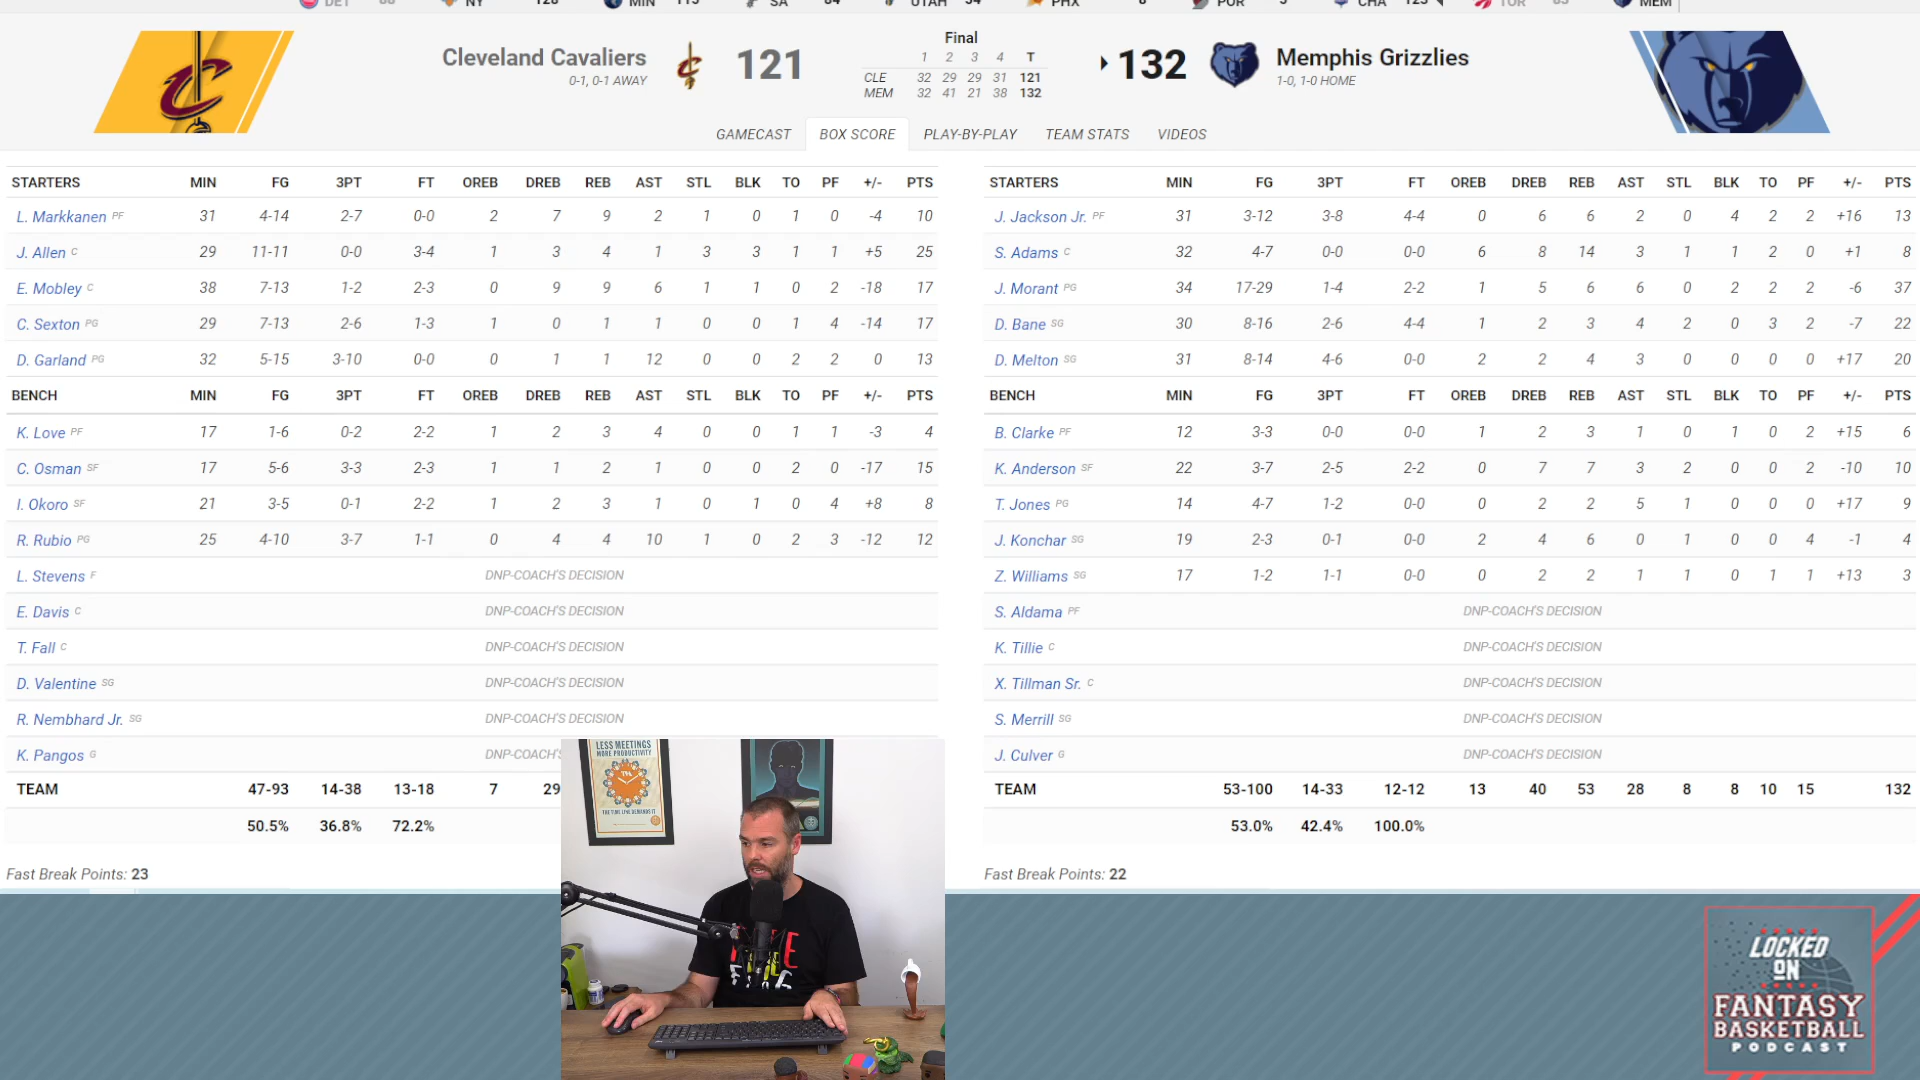 DET 88 NY 128 MIN 115 SA 84 UTAH 54 PHX 8 POR 5 CHA 123 TOR 85 MEM
Final
Cleveland Cavaliers 121
0-1, 0-1 AWAY
1 2 3 4 T
CLE 32 29 29 31 121
MEM 32 41 21 38 132
132 Memphis Grizzlies
1-0, 1-0 HOME
GAMECAST BOX SCORE PLAY-BY-PLAY TEAM STATS VIDEOS
STARTERS MIN FG 3PT FT OREB DREB REB AST STL BLK TO PF +/- PTS
L. Markkanen PF 31 4-14 2-7 0-0 2 7 9 2 1 0 1 0 -4 10
J. Allen C 29 11-11 0-0 3-4 1 3 4 1 3 3 1 1 +5 25
E. Mobley C 38 7-13 1-2 2-3 0 9 9 6 1 1 0 2 -18 17
C. Sexton PG 29 7-13 2-6 1-3 1 0 1 1 0 0 1 4 -14 17
D. Garland PG 32 5-15 3-10 0-0 0 1 1 12 0 0 2 2 0 13
BENCH MIN FG 3PT FT OREB DREB REB AST STL BLK TO PF +/- PTS
K. Love PF 17 1-6 0-2 2-2 1 2 3 4 0 0 1 1 -3 4
C. Osman SF 17 5-6 3-3 2-3 1 1 2 1 0 0 2 0 -17 15
I. Okoro SF 21 3-5 0-1 2-2 1 2 3 1 0 1 0 4 +8 8
R. Rubio PG 25 4-10 3-7 1-1 0 4 4 10 1 0 2 3 -12 12
L. Stevens F DNP-COACH'S DECISION
E. Davis C DNP-COACH'S DECISION
T. Fall C DNP-COACH'S DECISION
D. Valentine SG DNP-COACH'S DECISION
R. Nembhard Jr. SG DNP-COACH'S DECISION
K. Pangos G DNP-COACH'S
TEAM 47-93 14-38 13-18 7 29
50.5% 36.8% 72.2%
Fast Break Points: 23
STARTERS MIN FG 3PT FT OREB DREB REB AST STL BLK TO PF +/- PTS
J. Jackson Jr. PF 31 3-12 3-8 4-4 0 6 6 2 0 4 2 2 +16 13
S. Adams C 32 4-7 0-0 0-0 6 8 14 3 1 1 2 0 +1 8
J. Morant PG 34 17-29 1-4 2-2 1 5 6 6 0 2 2 2 -6 37
D. Bane SG 30 8-16 2-6 4-4 1 2 3 4 2 0 3 2 -7 22
D. Melton SG 31 8-14 4-6 0-0 2 2 4 3 0 0 0 0 +17 20
BENCH MIN FG 3PT FT OREB DREB REB AST STL BLK TO PF +/- PTS
B. Clarke PF 12 3-3 0-0 0-0 1 2 3 1 0 1 0 2 +15 6
K. Anderson SF 22 3-7 2-5 2-2 0 7 7 3 2 0 0 2 -10 10
T. Jones PG 14 4-7 1-2 0-0 0 2 2 5 1 0 0 0 +17 9
J. Konchar SG 19 2-3 0-1 0-0 2 4 6 0 1 0 0 4 -1 4
Z. Williams SG 17 1-2 1-1 0-0 0 2 2 1 1 0 1 1 +13 3
S. Aldama PF DNP-COACH'S DECISION
K. Tillie C DNP-COACH'S DECISION
X. Tillman Sr. C DNP-COACH'S DECISION
S. Merrill SG DNP-COACH'S DECISION
J. Culver G DNP-COACH'S DECISION
TEAM 53-100 14-33 12-12 13 40 53 28 8 8 10 15 132
53.0% 42.4% 100.0%
Fast Break Points: 22
LESS MEETINGS
MORE PRODUCTIVITY
LOCKED
ON
FANTASY
BASKETBALL
PODCAST